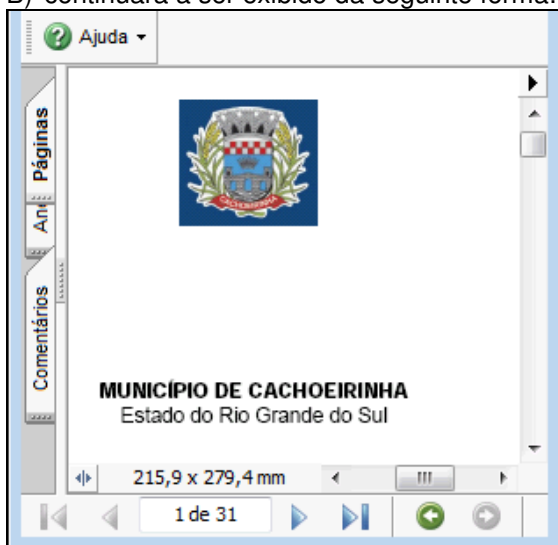 B) continuará a ser exibido da seguinte forma:
Ajuda
Páginas
Ane
Comentários
CACHOEIRINHA
MUNICÍPIO DE CACHOEIRINHA
Estado do Rio Grande do Sul
215,9 x 279,4 mm
1 de 31